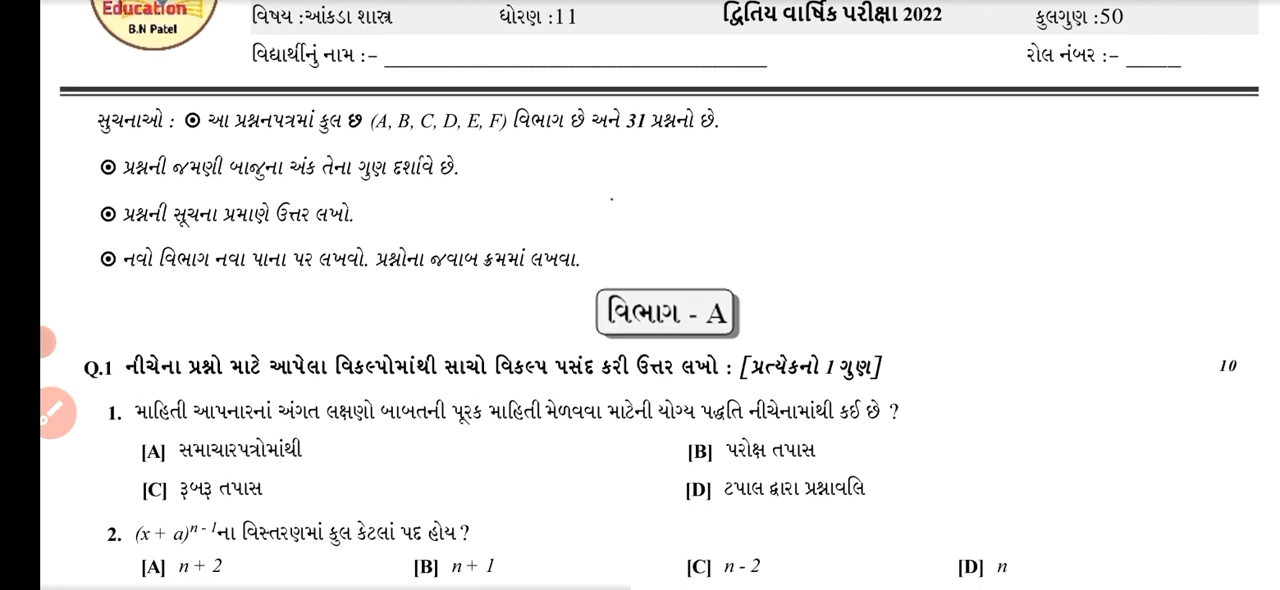 Education
B.N Patel
વિષય :આંકડા શાસ્ત્ર ધોરણ :11 દ્વિતિય વાર્ષિક પરીક્ષા 2022 કુલગુણ :50
વિદ્યાર્થીનું નામ :- ____________________ રોલ નંબર :- _____
સુચનાઓ : ⊙ આ પ્રશ્નપત્રમાં કુલ છ (A, B, C, D, E, F) વિભાગ છે અને 31 પ્રશ્નો છે.
⊙ પ્રશ્નની જમણી બાજુના અંક તેના ગુણ દર્શાવે છે.
⊙ પ્રશ્નની સૂચના પ્રમાણે ઉત્તર લખો.
⊙ નવો વિભાગ નવા પાના પર લખવો. પ્રશ્નોના જવાબ ક્રમમાં લખવા.
વિભાગ - A
Q.1 નીચેના પ્રશ્નો માટે આપેલા વિકલ્પોમાંથી સાચો વિકલ્પ પસંદ કરી ઉત્તર લખો : [પ્રત્યેકનો 1 ગુણ] 10
1. માહિતી આપનારનાં અંગત લક્ષણો બાબતની પૂરક માહિતી મેળવવા માટેની યોગ્ય પદ્ધતિ નીચેનામાંથી કઈ છે ?
[A] સમાચારપત્રોમાંથી [B] પરોક્ષ તપાસ
[C] રૂબરૂ તપાસ [D] ટપાલ દ્વારા પ્રશ્નાવલિ
2. (x + a)ⁿ⁻¹ના વિસ્તરણમાં કુલ કેટલાં પદ હોય ?
[A] n + 2 [B] n + 1 [C] n - 2 [D] n